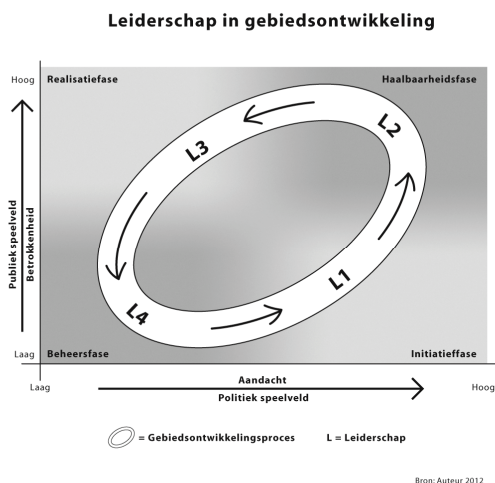 Leiderschap in gebiedsontwikkeling
Hoog
Realisatiefase
Haalbaarheidsfase
L2
L3
Publiek speelveld
Betrokkenheid
L1
L4
Laag
Beheersfase
Initiatieffase
Laag
Aandacht
Hoog
Politiek speelveld
= Gebiedsontwikkelingsproces
L = Leiderschap
Bron: Auteur 2012